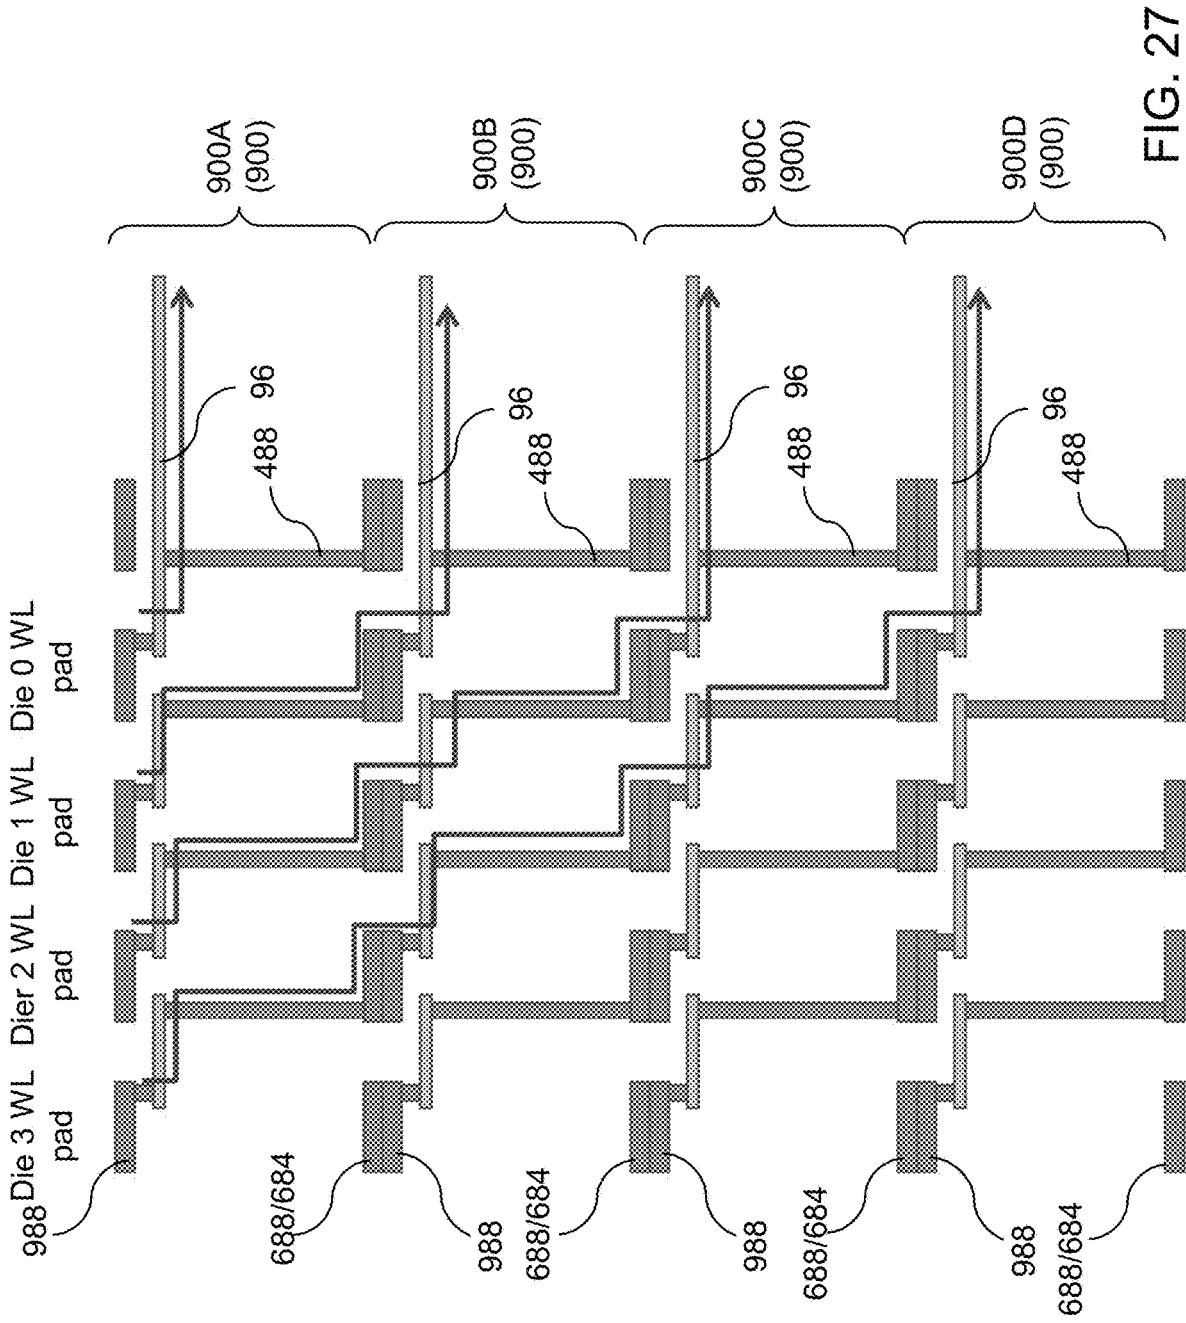 Die 3 WL
pad
Dier 2 WL
pad
Die 1 WL
pad
Die 0 WL
pad
988
900A
(900)
96
488
688/684
988
900B
(900)
96
488
688/684
988
900C
(900)
96
488
688/684
988
900D
(900)
96
488
688/684
FIG. 27